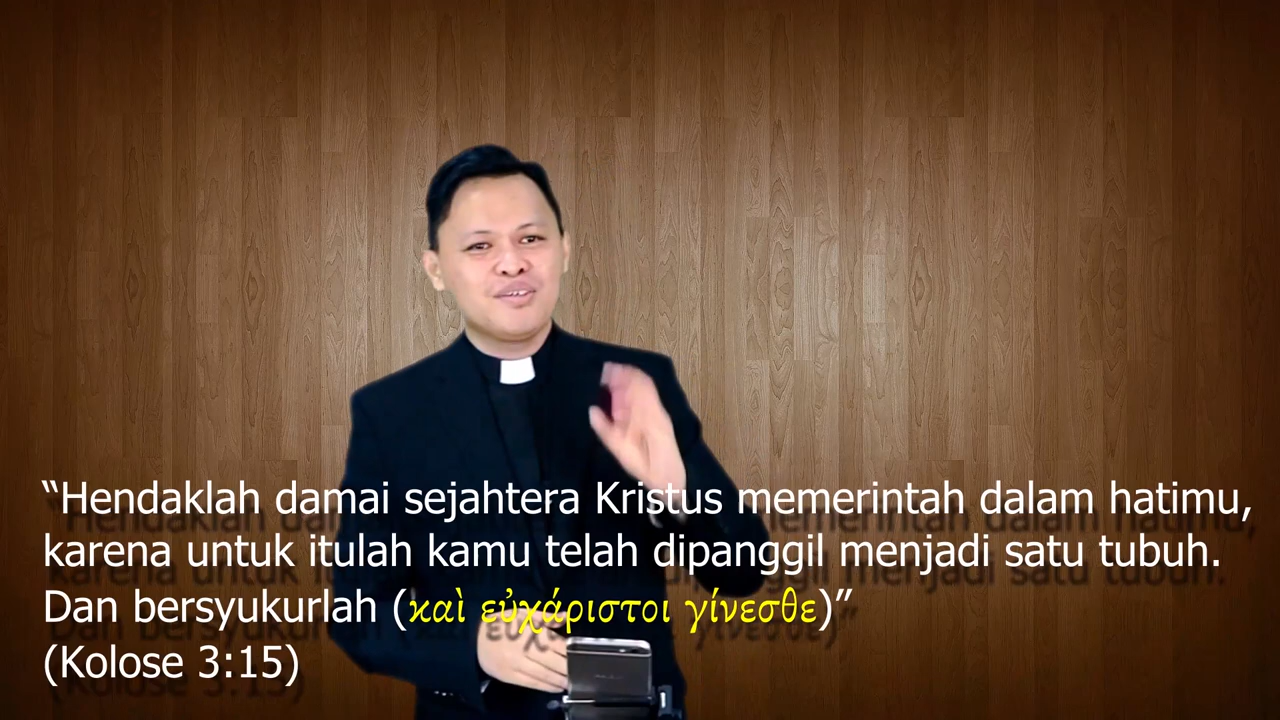 “Hendaklah damai sejahtera Kristus memerintah dalam hatimu,
karena untuk itulah kamu telah dipanggil menjadi satu tubuh.
Dan bersyukurlah (καὶ εὐχάριστοι γίνεσθε)”
(Kolose 3:15)